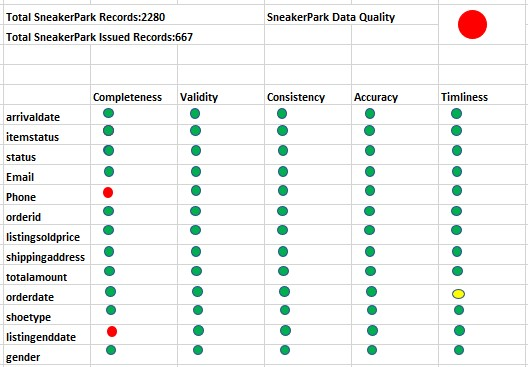 Total SneakerPark Records:2280 SneakerPark Data Quality
Total SneakerPark Issued Records:667
Completeness Validity Consistency Accuracy Timliness
arrivaldate
itemstatus
status
Email
Phone
orderid
listingsoldprice
shippingaddress
totalamount
orderdate
shoetype
listingenddate
gender